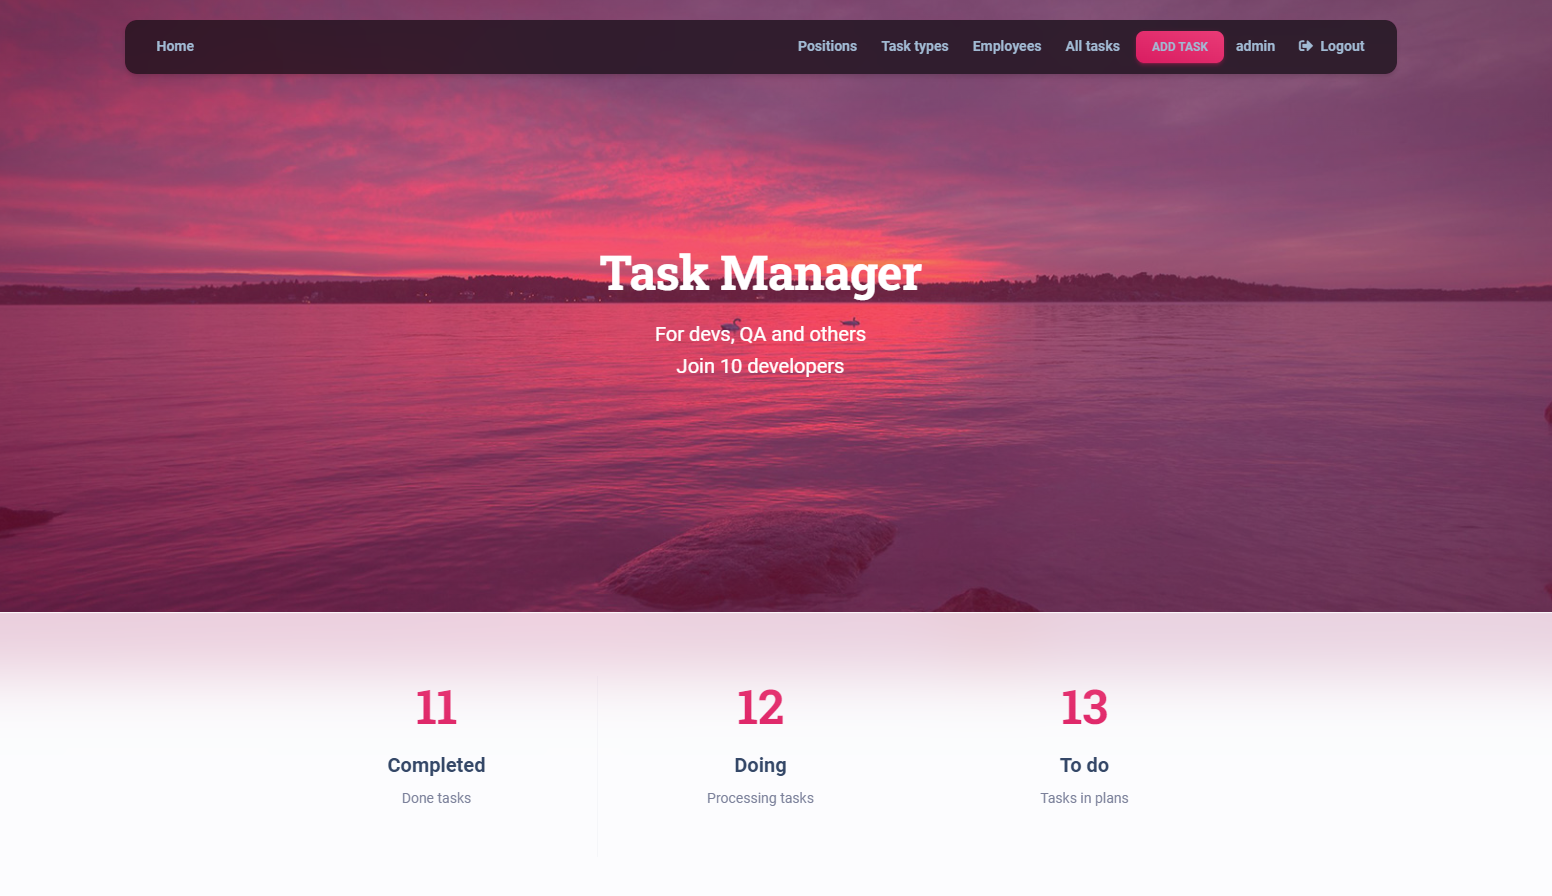 Home Positions Task types Employees All tasks ADD TASK admin Logout
Task Manager
For devs, QA and others
Join 10 developers
11 12 13
Completed Doing To do
Done tasks Processing tasks Tasks in plans